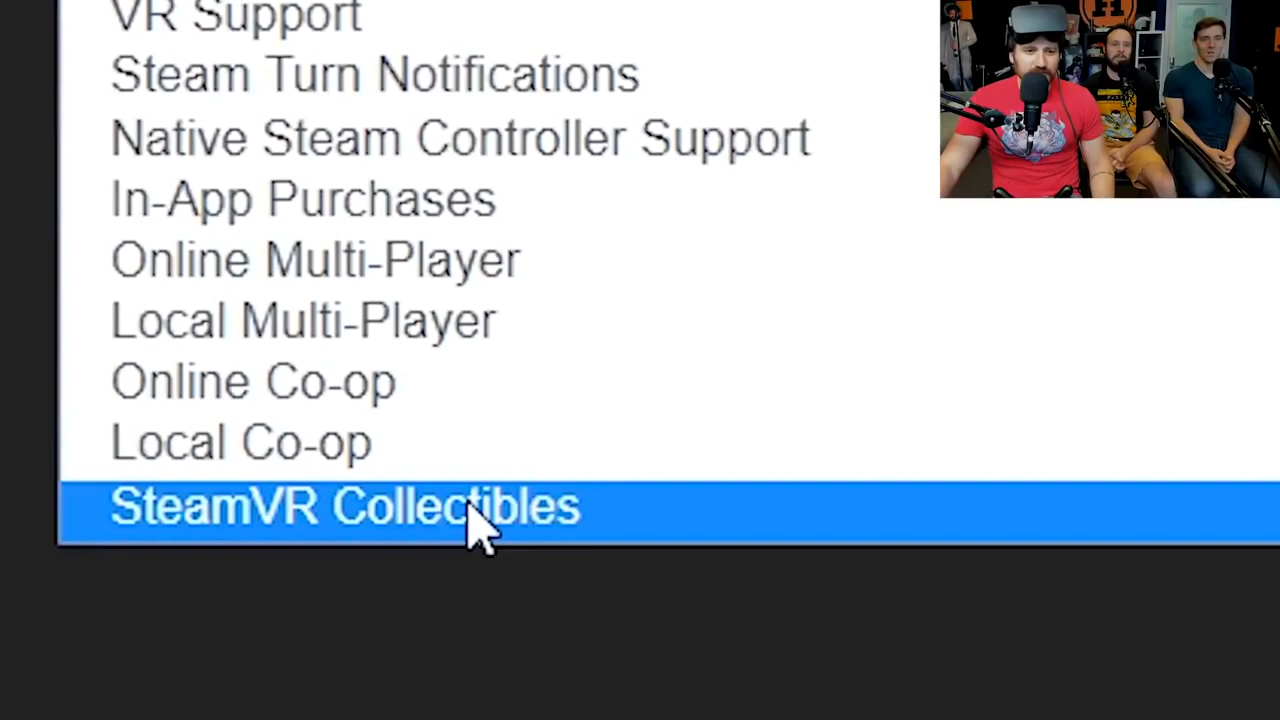 VR Support
Steam Turn Notifications
Native Steam Controller Support
In-App Purchases
Online Multi-Player
Local Multi-Player
Online Co-op
Local Co-op
SteamVR Collectibles